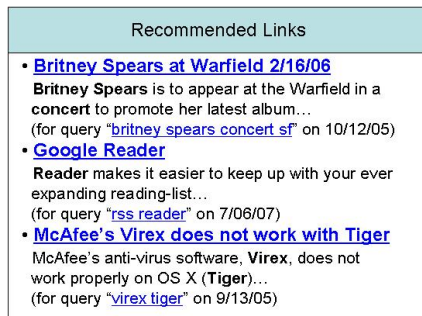 Recommended Links
• Britney Spears at Warfield 2/16/06
Britney Spears is to appear at the Warfield in a
concert to promote her latest album…
(for query “britney spears concert sf” on 10/12/05)
• Google Reader
Reader makes it easier to keep up with your ever
expanding reading-list…
(for query “rss reader” on 7/06/07)
• McAfee’s Virex does not work with Tiger
McAfee’s anti-virus software, Virex, does not
work properly on OS X (Tiger)…
(for query “virex tiger” on 9/13/05)